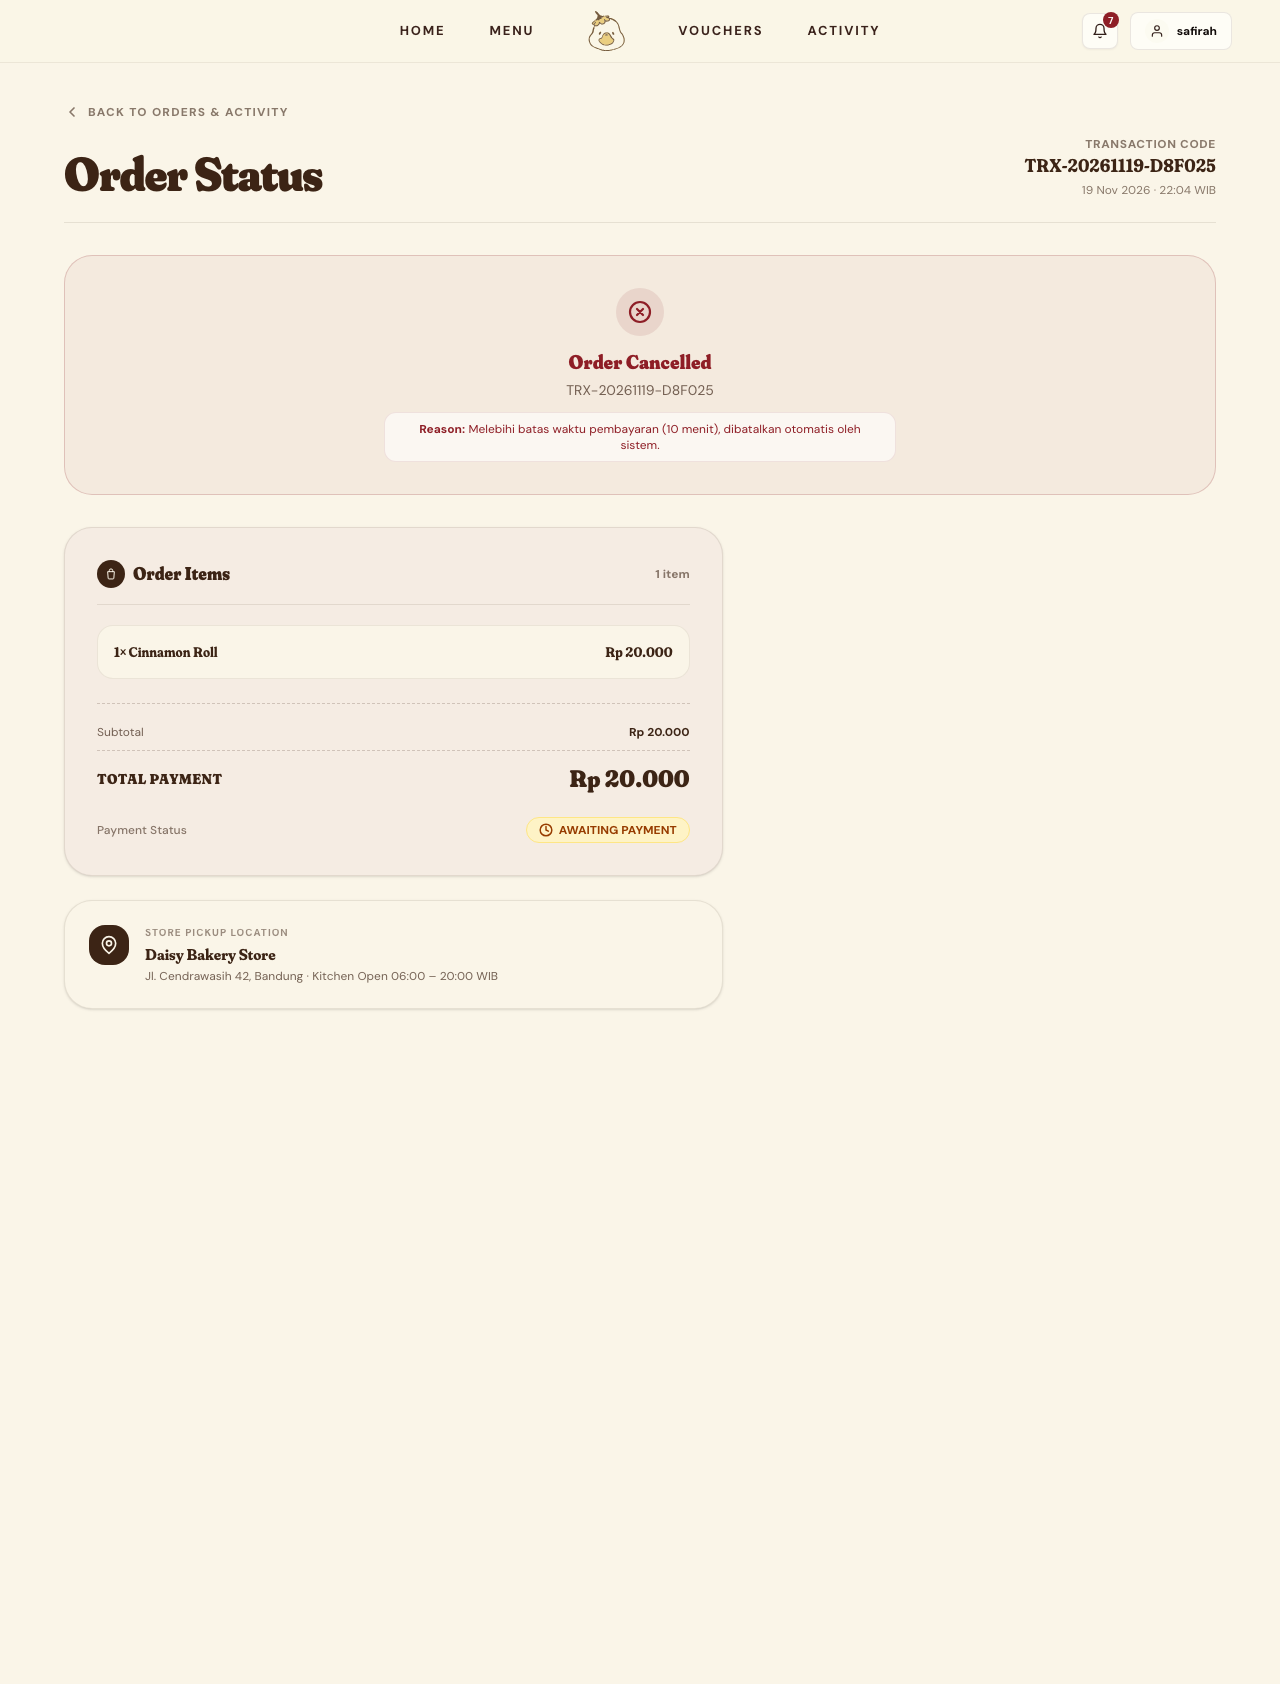 HOME
MENU
VOUCHERS
ACTIVITY
7
safirah
BACK TO ORDERS & ACTIVITY
Order Status
TRANSACTION CODE
TRX-20261119-D8F025
19 Nov 2026 · 22:04 WIB
Order Cancelled
TRX-20261119-D8F025
Reason: Melebihi batas waktu pembayaran (10 menit), dibatalkan otomatis oleh
sistem.
Order Items
1 item
1× Cinnamon Roll
Rp 20.000
Subtotal
Rp 20.000
TOTAL PAYMENT
Rp 20.000
Payment Status
AWAITING PAYMENT
STORE PICKUP LOCATION
Daisy Bakery Store
Jl. Cendrawasih 42, Bandung · Kitchen Open 06:00 – 20:00 WIB